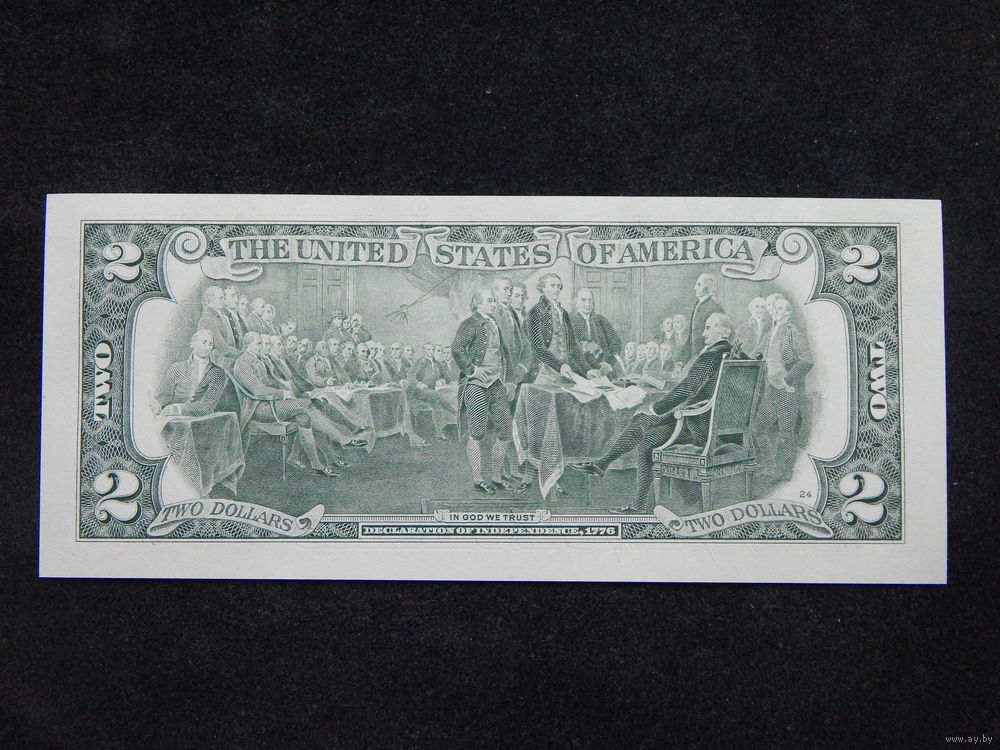 2 THE UNITED STATES OF AMERICA 2
TWO TWO
2 24 2
TWO DOLLARS IN GOD WE TRUST TWO DOLLARS
DECLARATION OF INDEPENDENCE, 1776
www.ay.by